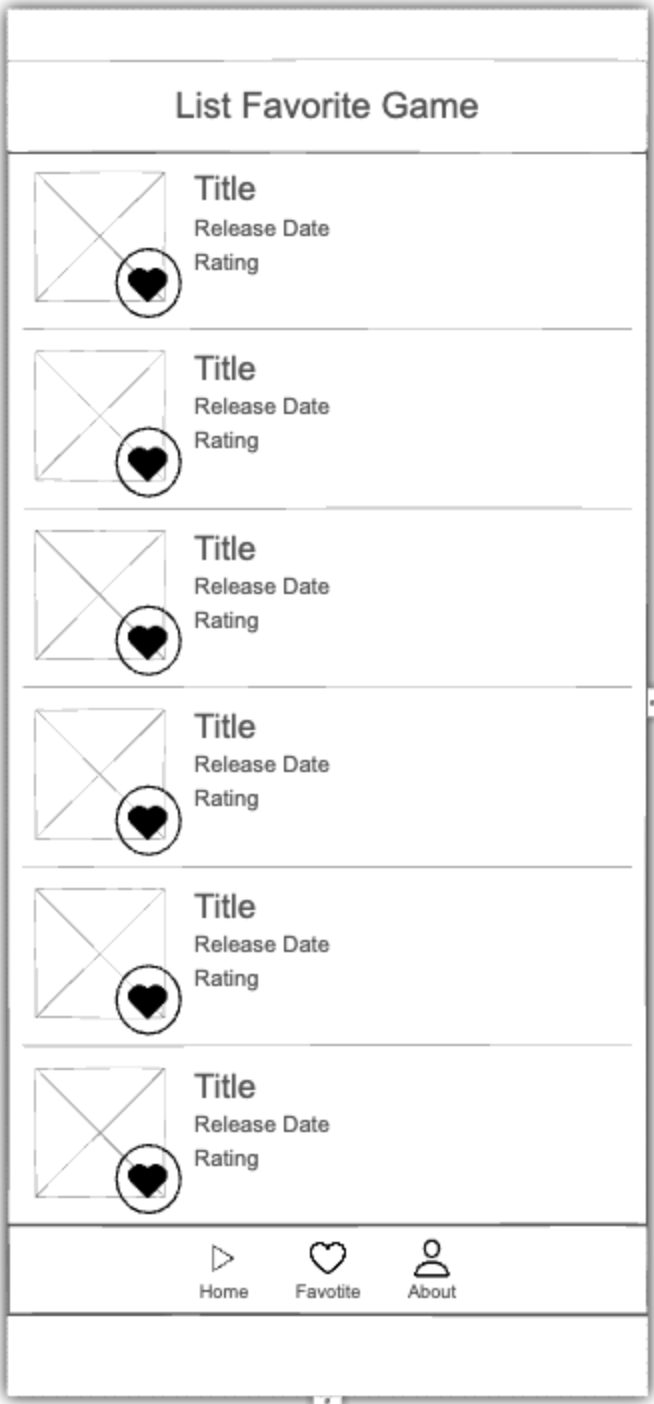 List Favorite Game
Title
Release Date
Rating
Title
Release Date
Rating
Title
Release Date
Rating
Title
Release Date
Rating
Title
Release Date
Rating
Title
Release Date
Rating
Home Favotite About